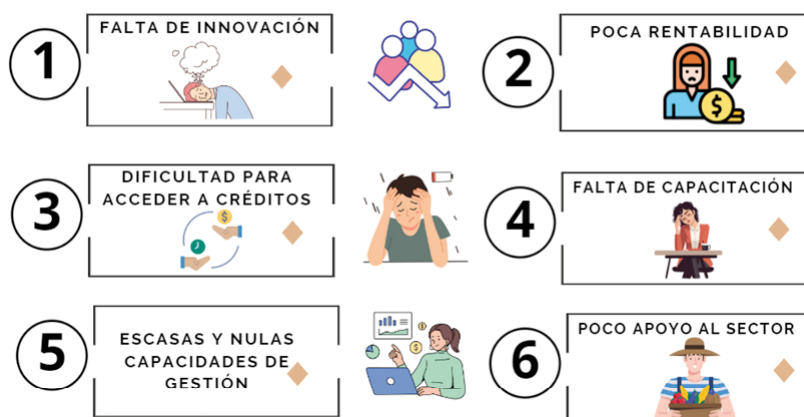 1
FALTA DE INNOVACIÓN
2
POCA RENTABILIDAD
$
3
DIFICULTAD PARA
ACCEDER A CRÉDITOS
$
4
FALTA DE CAPACITACIÓN
5
ESCASAS Y NULAS
CAPACIDADES DE
GESTIÓN
$
$
6
POCO APOYO AL SECTOR